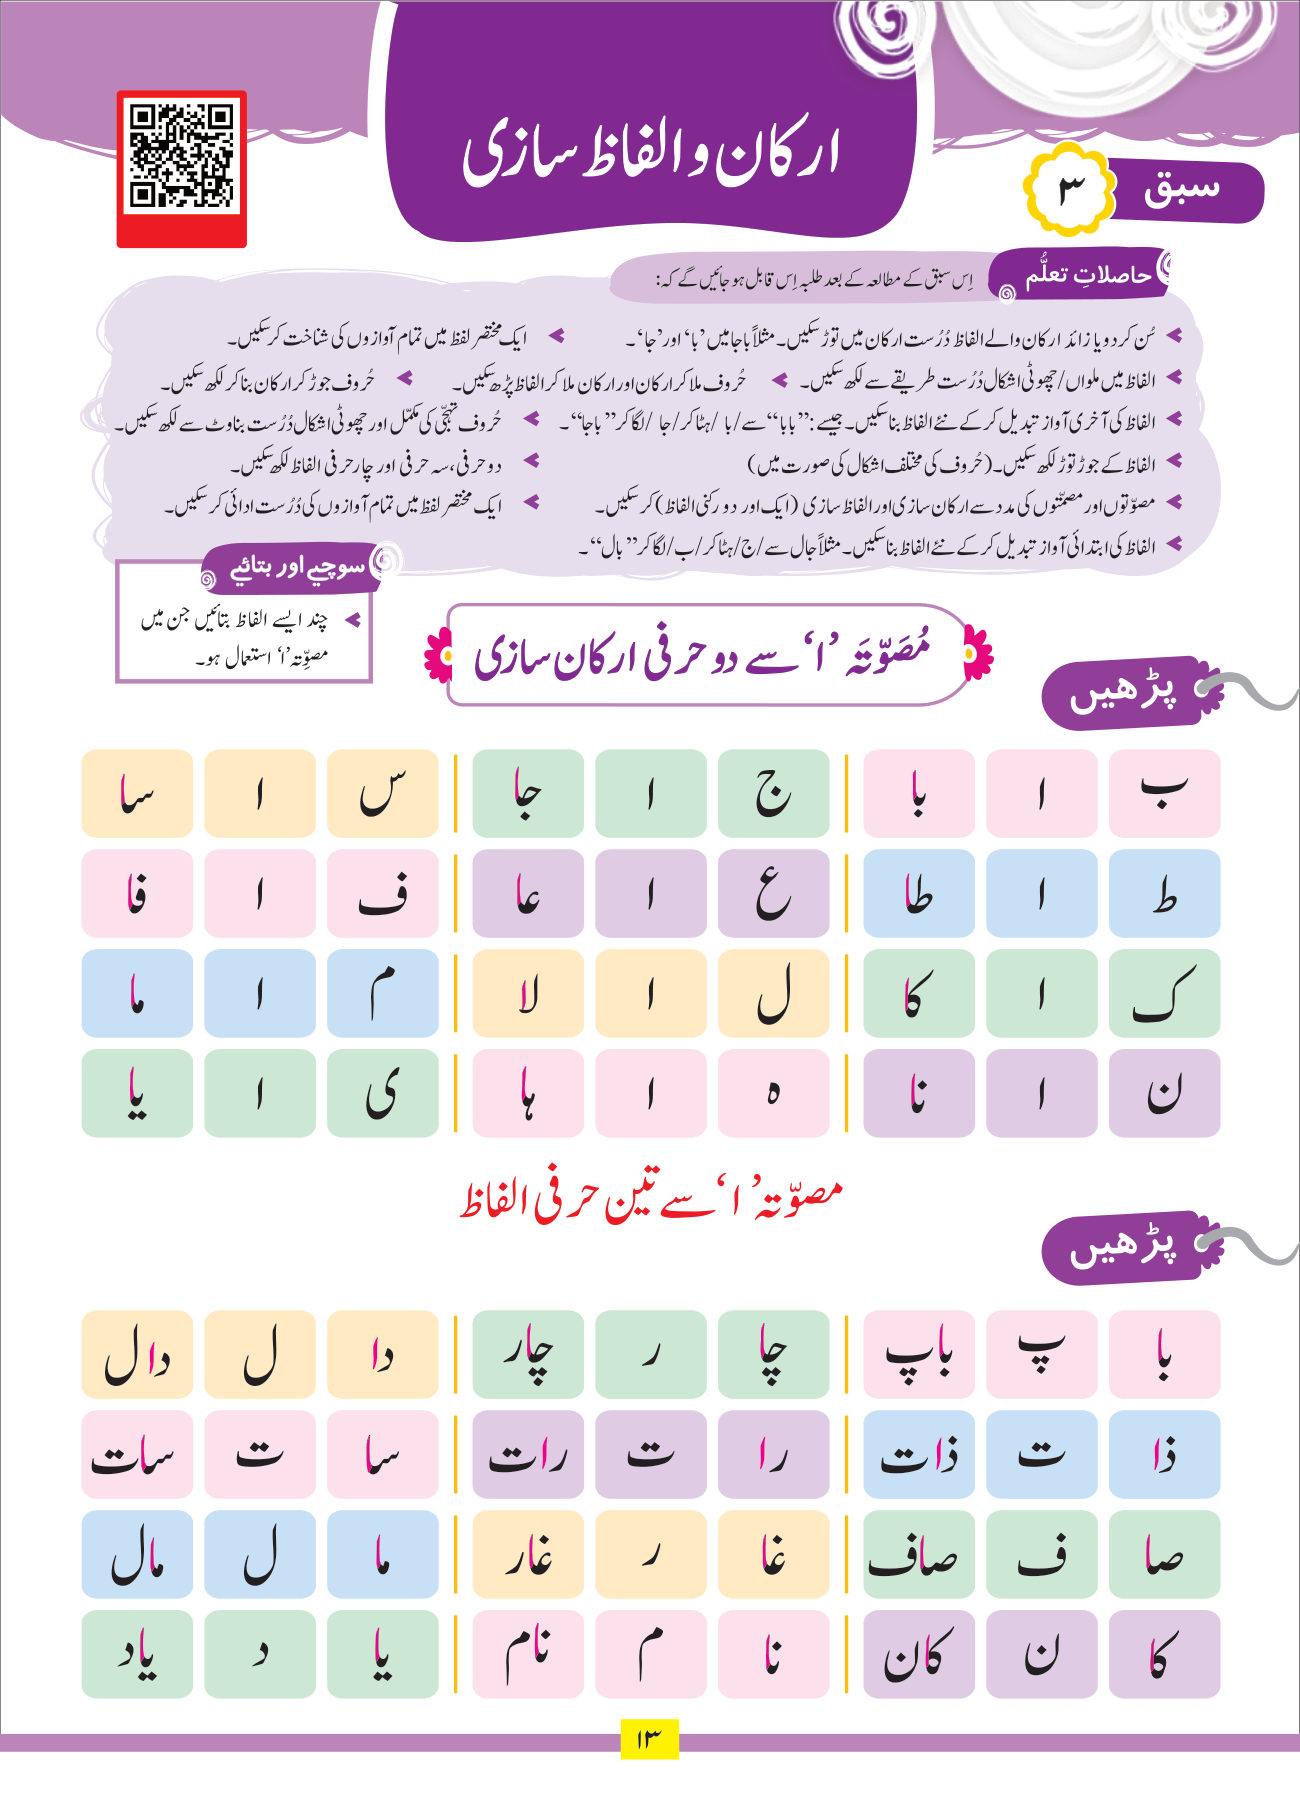 ارکان و الفاظ سازی
سبق ۳
حاصلاتِ تعلُّم
اِس سبق کے مطالعہ کے بعد طلبہ اِس قابل ہو جائیں گے کہ:
سُن کر دو یا زائد ارکان والے الفاظ دُرُست ارکان میں توڑ سکیں۔ مثلاً باجا میں ’با‘ اور ’جا‘۔
ایک مختصر لفظ میں تمام آوازوں کی شناخت کر سکیں۔
الفاظ میں ملواں/چھوٹی اشکال دُرُست طریقے سے لکھ سکیں۔
حُروف ملا کر ارکان اور ارکان ملا کر الفاظ پڑھ سکیں۔
حُروف جوڑ کر ارکان بنا کر لکھ سکیں۔
الفاظ کی آخری آواز تبدیل کر کے نئے الفاظ بنا سکیں۔ جیسے: ”بابا“ سے /با /ہٹا کر /جا /لگا کر ”باجا“۔
حُروفِ تہجّی کی مکمّل اور چھوٹی اشکال دُرُست بناوٹ سے لکھ سکیں۔
الفاظ کے جوڑ توڑ لکھ سکیں۔ (حُروف کی مختلف اشکال کی صورت میں)
دو حرفی، سہ حرفی اور چار حرفی الفاظ لکھ سکیں۔
مصوّتوں اور مصمّتوں کی مدد سے ارکان سازی اور الفاظ سازی (ایک اور دو رکنی الفاظ) کر سکیں۔
ایک مختصر لفظ میں تمام آوازوں کی دُرُست ادائی کر سکیں۔
الفاظ کی ابتدائی آواز تبدیل کر کے نئے الفاظ بنا سکیں۔ مثلاً جال سے /ج/ ہٹا کر /ب/ لگا کر ”بال“۔
سوچیے اور بتائیے
چند ایسے الفاظ بتائیں جن میں
مصوِّتہ ’ا‘ استعمال ہو۔
مُصَوّتَہ ’ا‘ سے دو حرفی ارکان سازی
پڑھیں
ب ا با ج ا جا س ا سا
ط ا طا ع ا عا ف ا فا
ک ا کا ل ا لا م ا ما
ن ا نا ہ ا ہا ی ا یا
مصوّتہ ’ا‘ سے تین حرفی الفاظ
پڑھیں
با پ باپ چا ر چار دا ل دال
ذا ت ذات را ت رات سا ت سات
صا ف صاف غا ر غار ما ل مال
کا ن کان نا م نام یا د یاد
۱۳